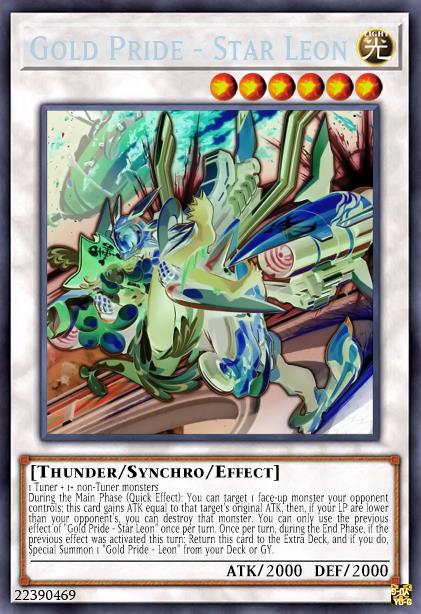 Gold Pride - Star Leon
LIGHT
光
[Thunder/Synchro/Effect]
1 Tuner + 1+ non-Tuner monsters
During the Main Phase (Quick Effect): You can target 1 face-up monster your opponent
controls; this card gains ATK equal to that target's original ATK, then, if your LP are lower
than your opponent's, you can destroy that monster. You can only use the previous
effect of "Gold Pride - Star Leon" once per turn. Once per turn, during the End Phase, if the
previous effect was activated this turn: Return this card to the Extra Deck, and if you do,
Special Summon 1 "Gold Pride - Leon" from your Deck or GY.
ATK/2000 DEF/2000
22390469